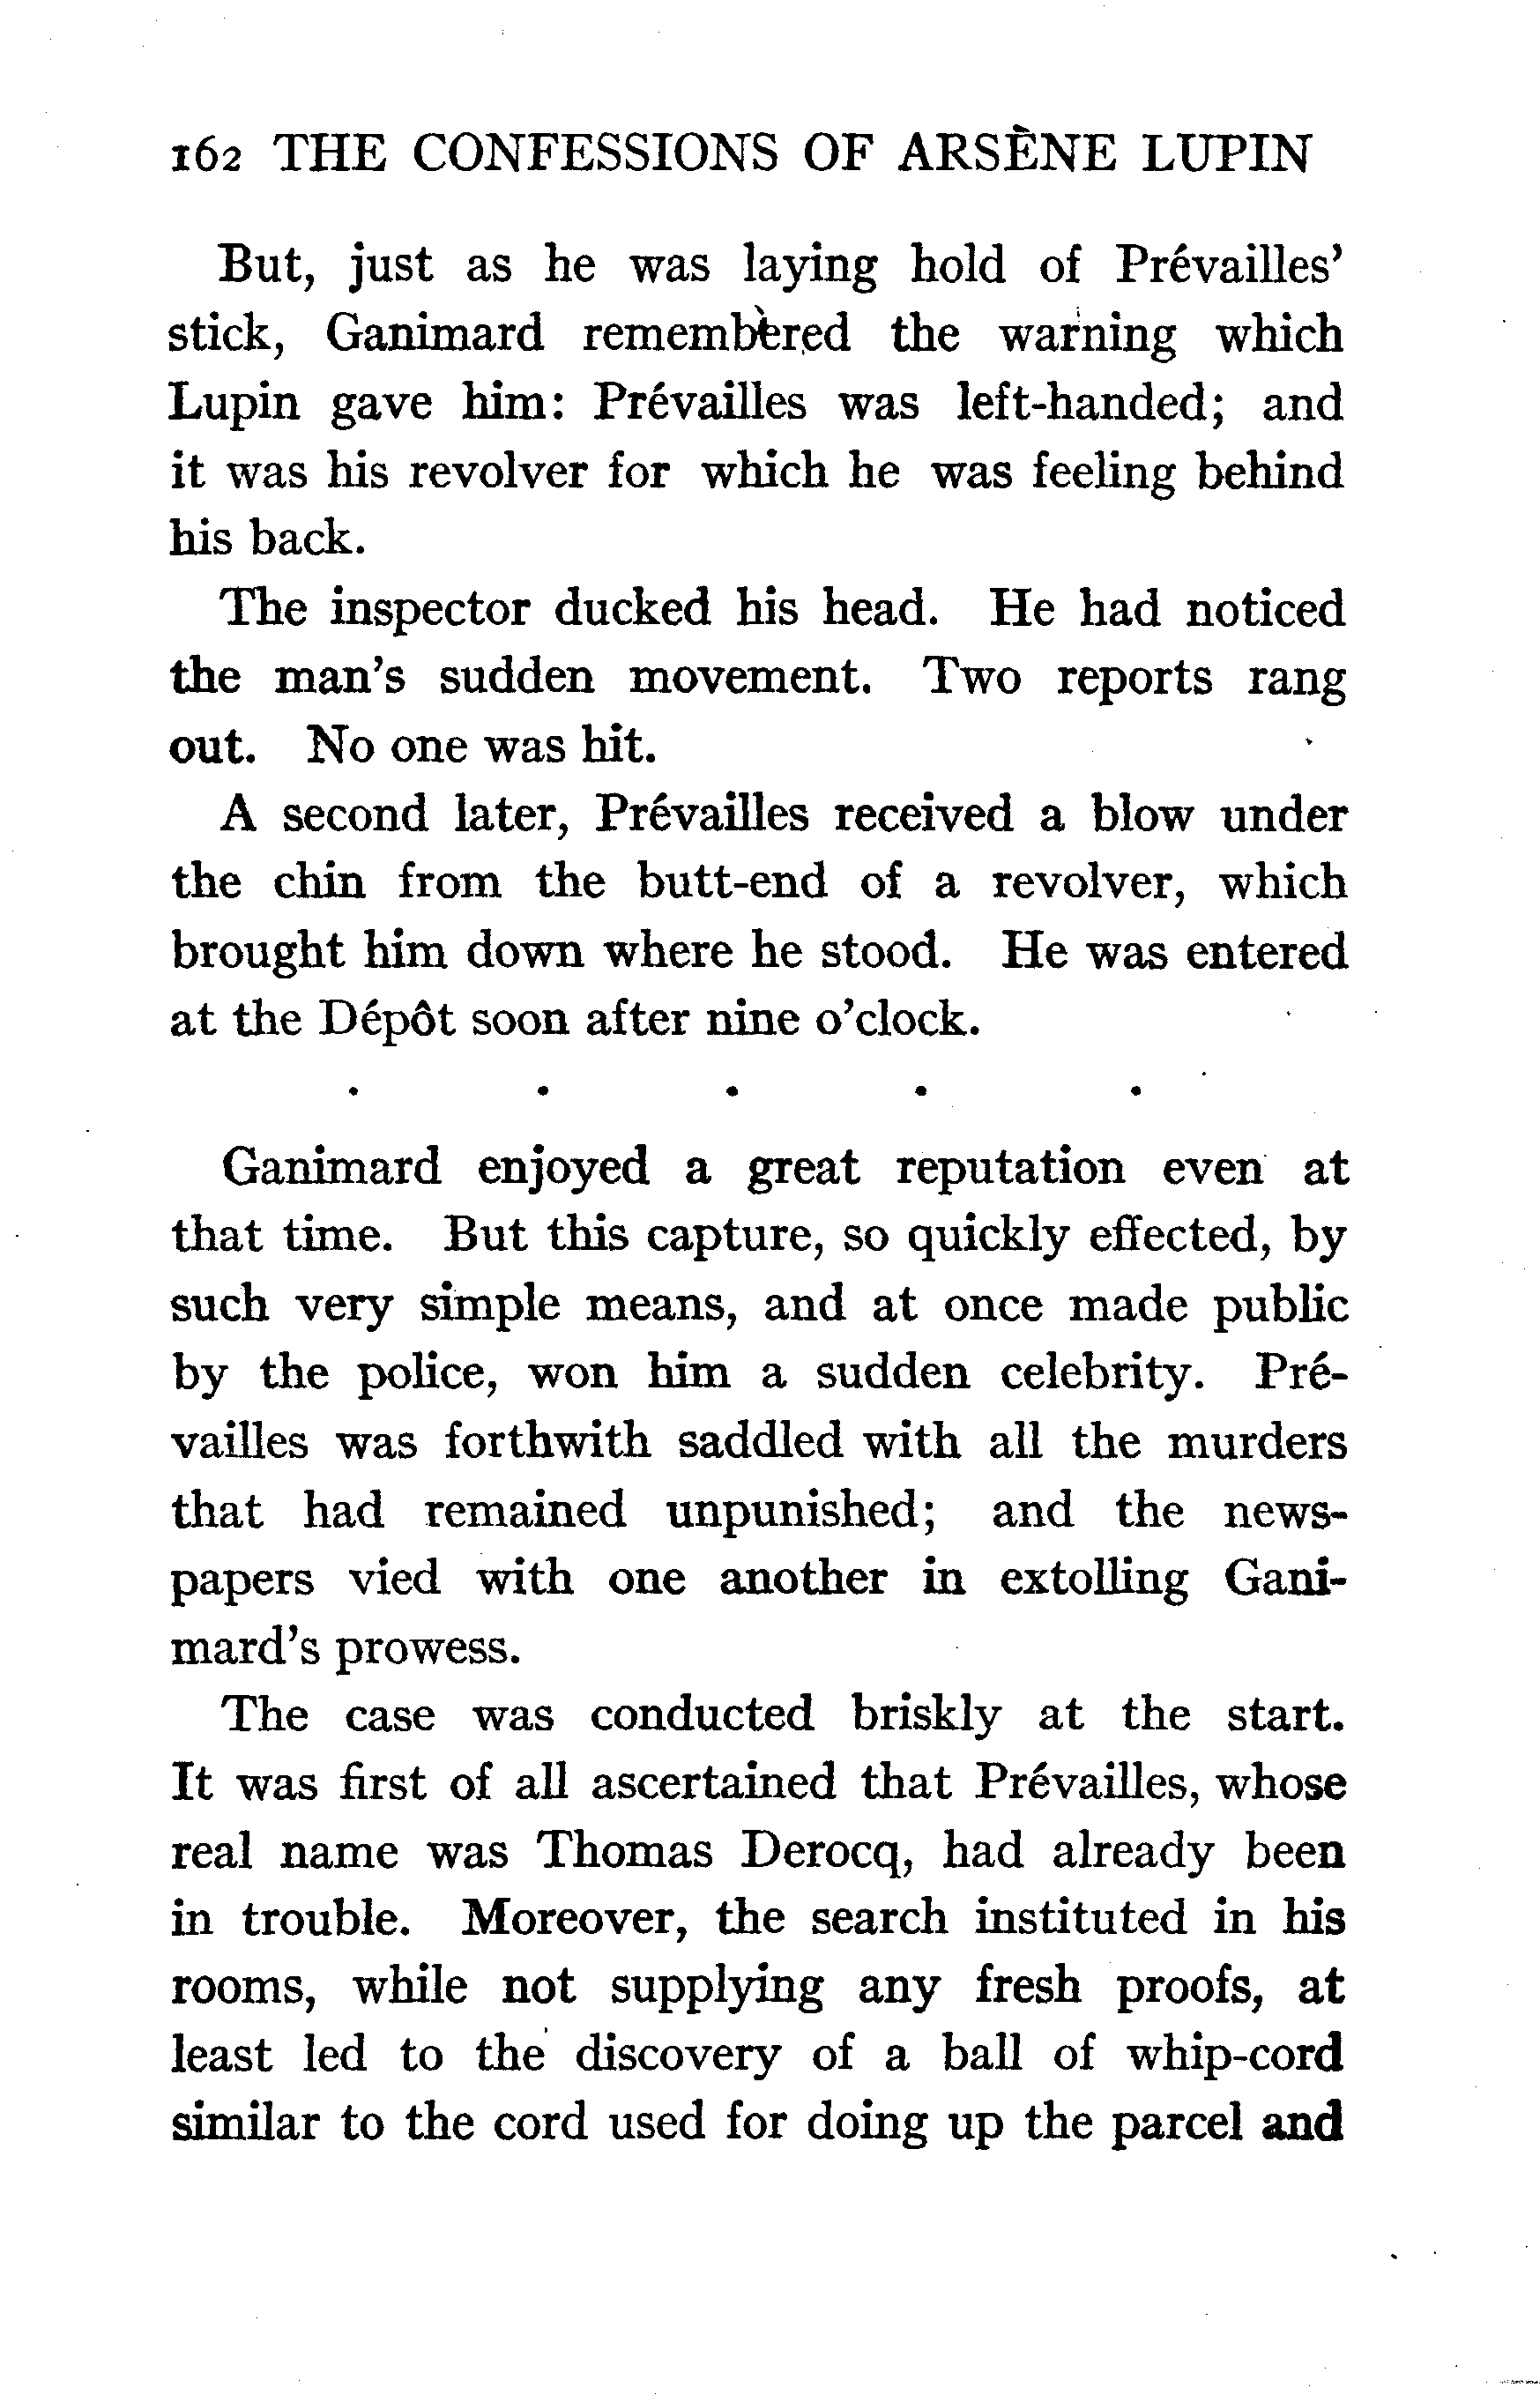 162 THE CONFESSIONS OF ARSÈNE LUPIN
But, just as he was laying hold of Prévailles'
stick, Ganimard remembered the warning which
Lupin gave him: Prévailles was left-handed; and
it was his revolver for which he was feeling behind
his back.
The inspector ducked his head. He had noticed
the man's sudden movement. Two reports rang
out. No one was hit.
A second later, Prévailles received a blow under
the chin from the butt-end of a revolver, which
brought him down where he stood. He was entered
at the Dépôt soon after nine o'clock.
. . . . .
Ganimard enjoyed a great reputation even at
that time. But this capture, so quickly effected, by
such very simple means, and at once made public
by the police, won him a sudden celebrity. Pré-
vailles was forthwith saddled with all the murders
that had remained unpunished; and the news-
papers vied with one another in extolling Gani-
mard's prowess.
The case was conducted briskly at the start.
It was first of all ascertained that Prévailles, whose
real name was Thomas Derocq, had already been
in trouble. Moreover, the search instituted in his
rooms, while not supplying any fresh proofs, at
least led to the discovery of a ball of whip-cord
similar to the cord used for doing up the parcel and